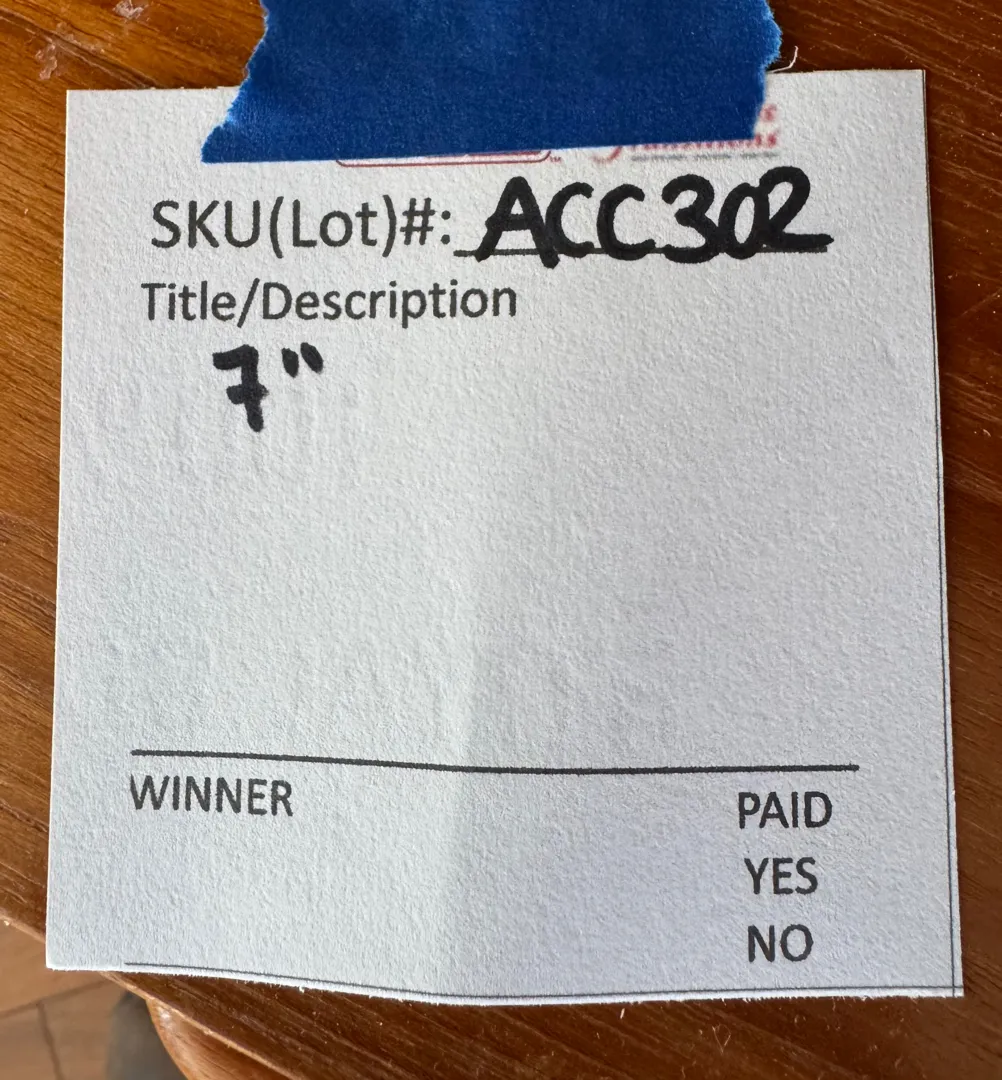 SKU(Lot)#: ACC302
Title/Description
7"
WINNER
PAID
YES
NO